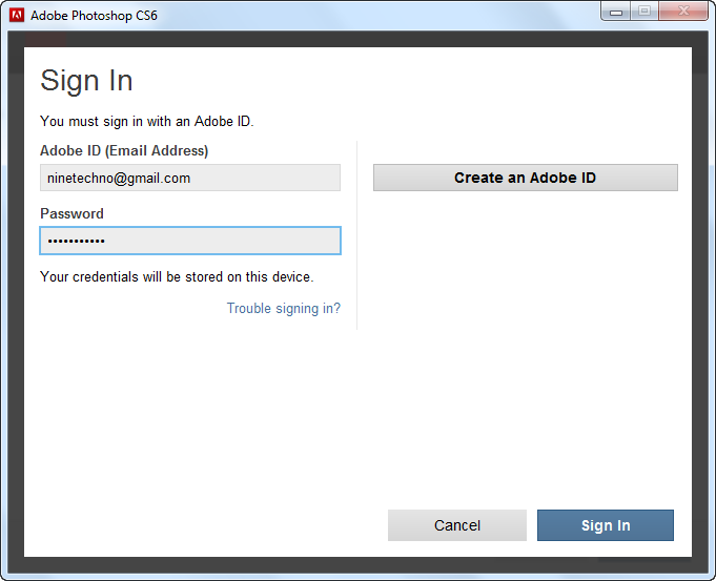 Adobe Photoshop CS6
Sign In
You must sign in with an Adobe ID.
Adobe ID (Email Address)
ninetechno@gmail.com
Create an Adobe ID
Password
•••••••••••
Your credentials will be stored on this device.
Trouble signing in?
Cancel
Sign In